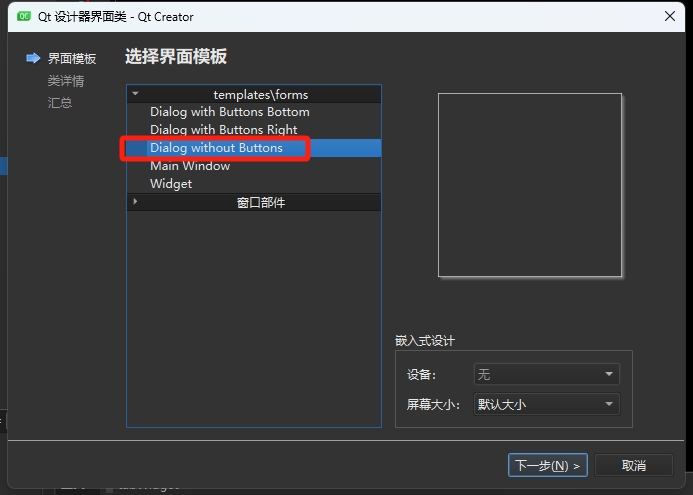 Qt 设计器界面类 - Qt Creator
界面模板
类详情
汇总
选择界面模板
templates\forms
Dialog with Buttons Bottom
Dialog with Buttons Right
Dialog without Buttons
Main Window
Widget
窗口部件
嵌入式设计
设备: 无
屏幕大小: 默认大小
下一步(N) > 取消